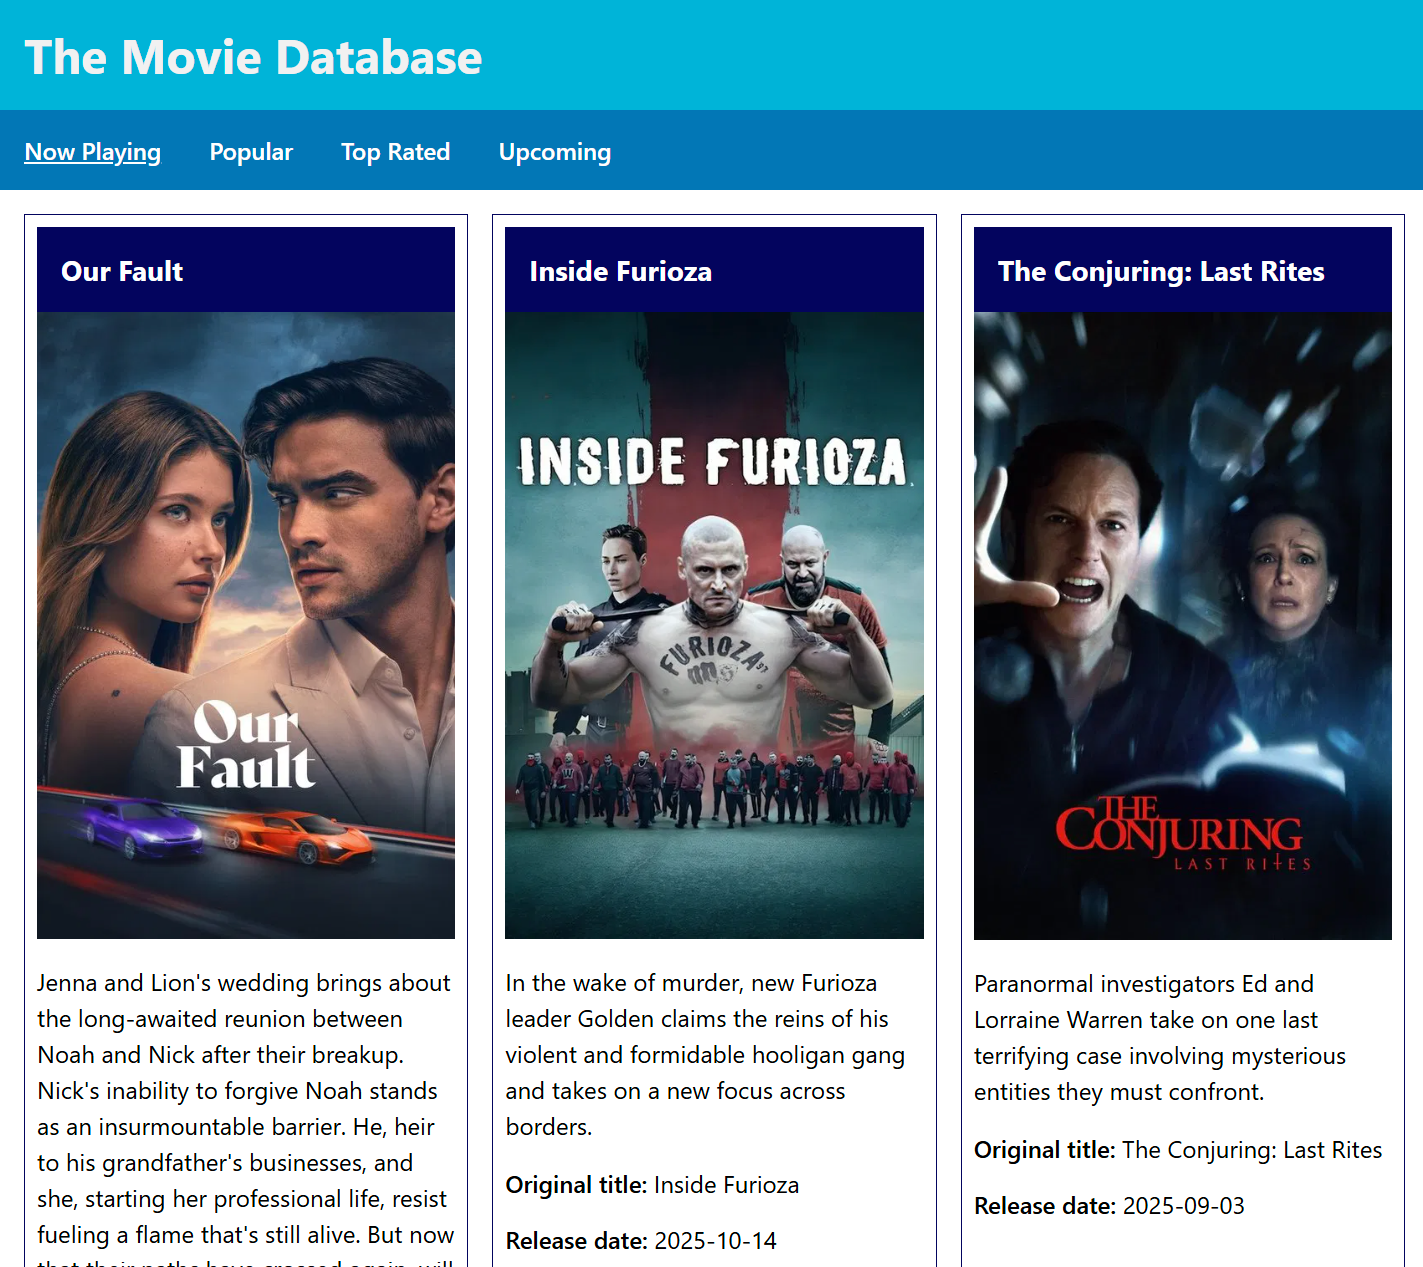 The Movie Database
Now Playing Popular Top Rated Upcoming
Our Fault
Our
Fault
Jenna and Lion's wedding brings about
the long-awaited reunion between
Noah and Nick after their breakup.
Nick's inability to forgive Noah stands
as an insurmountable barrier. He, heir
to his grandfather's businesses, and
she, starting her professional life, resist
fueling a flame that's still alive. But now
that their paths have crossed again, will
Inside Furioza
INSIDE FURIOZA
FURIOZA
In the wake of murder, new Furioza
leader Golden claims the reins of his
violent and formidable hooligan gang
and takes on a new focus across
borders.
Original title: Inside Furioza
Release date: 2025-10-14
The Conjuring: Last Rites
THE
CONJURING
LAST RITES
Paranormal investigators Ed and
Lorraine Warren take on one last
terrifying case involving mysterious
entities they must confront.
Original title: The Conjuring: Last Rites
Release date: 2025-09-03